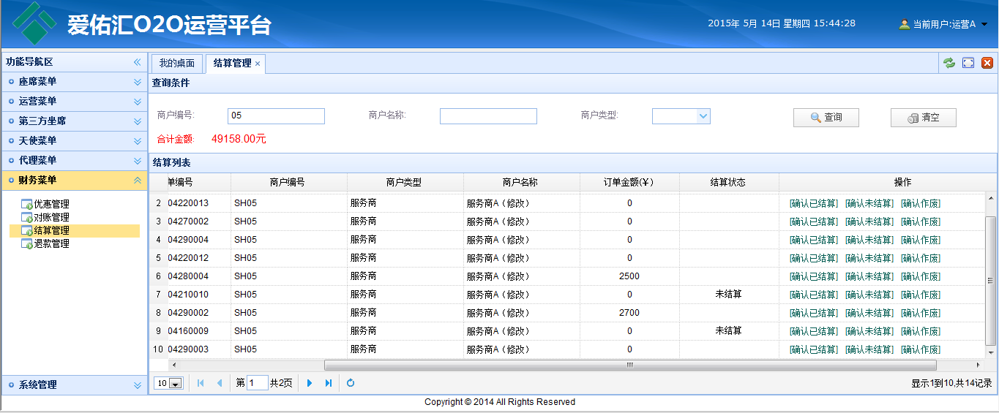 爱佑汇O2O运营平台
2015年 5月 14日 星期四 15:44:28
当前用户:运营A
功能导航区
座席菜单
运营菜单
第三方坐席
天使菜单
代理菜单
财务菜单
优惠管理
对账管理
结算管理
退款管理
系统管理
我的桌面 结算管理
查询条件
商户编号: 05 商户名称: 商户类型: 查询 清空
合计金额: 49158.00元
结算列表
单编号 商户编号 商户类型 商户名称 订单金额(￥) 结算状态 操作
2 04220013 SH05 服务商 服务商A（修改） 0 [确认已结算] [确认未结算] [确认作废]
3 04270002 SH05 服务商 服务商A（修改） 0 [确认已结算] [确认未结算] [确认作废]
4 04290004 SH05 服务商 服务商A（修改） 0 [确认已结算] [确认未结算] [确认作废]
5 04220012 SH05 服务商 服务商A（修改） 0 [确认已结算] [确认未结算] [确认作废]
6 04280004 SH05 服务商 服务商A（修改） 2500 [确认已结算] [确认未结算] [确认作废]
7 04210010 SH05 服务商 服务商A（修改） 0 未结算 [确认已结算] [确认未结算] [确认作废]
8 04290002 SH05 服务商 服务商A（修改） 2700 [确认已结算] [确认未结算] [确认作废]
9 04160009 SH05 服务商 服务商A（修改） 0 未结算 [确认已结算] [确认未结算] [确认作废]
10 04290003 SH05 服务商 服务商A（修改） 0 [确认已结算] [确认未结算] [确认作废]
10 第 1 共2页 显示1到10,共14记录
Copyright © 2014 All Rights Reserved